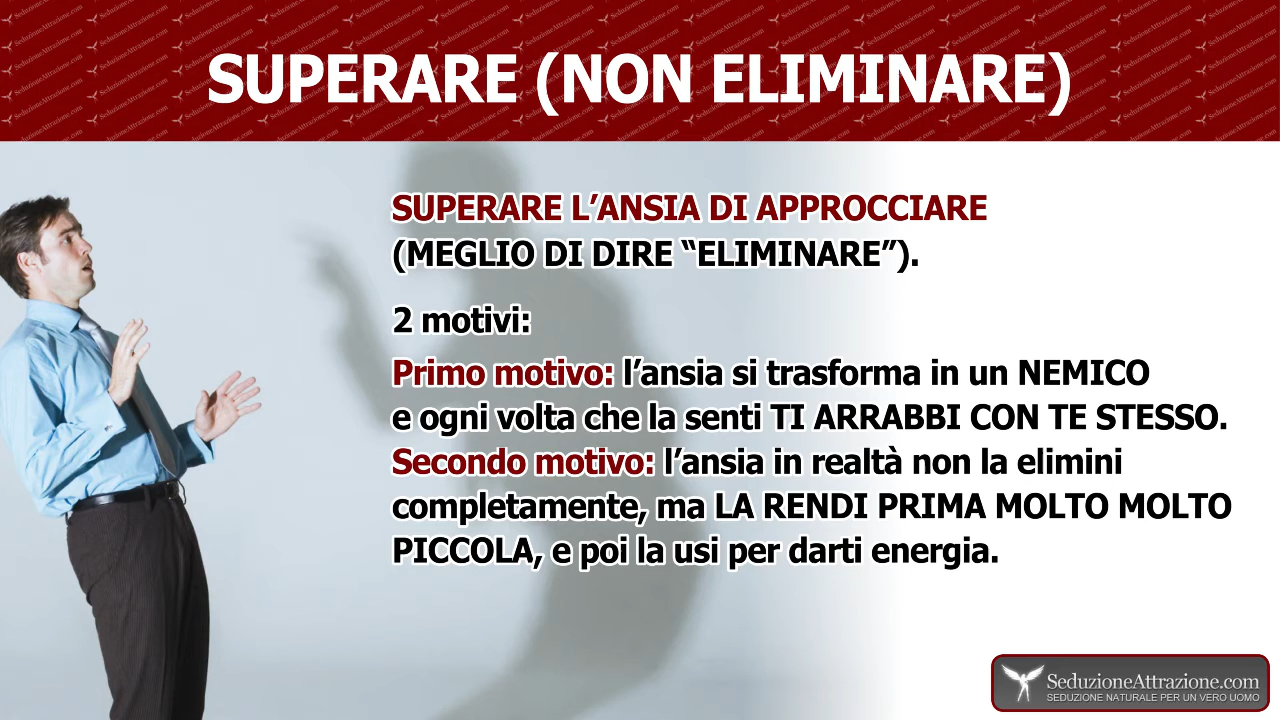 SUPERARE (NON ELIMINARE)
SUPERARE L’ANSIA DI APPROCCIARE
(MEGLIO DI DIRE “ELIMINARE”).
2 motivi:
Primo motivo: l’ansia si trasforma in un NEMICO
e ogni volta che la senti TI ARRABBI CON TE STESSO.
Secondo motivo: l’ansia in realtà non la elimini
completamente, ma LA RENDI PRIMA MOLTO MOLTO
PICCOLA, e poi la usi per darti energia.
SeduzioneAttrazione.com
SEDUZIONE NATURALE PER UN VERO UOMO